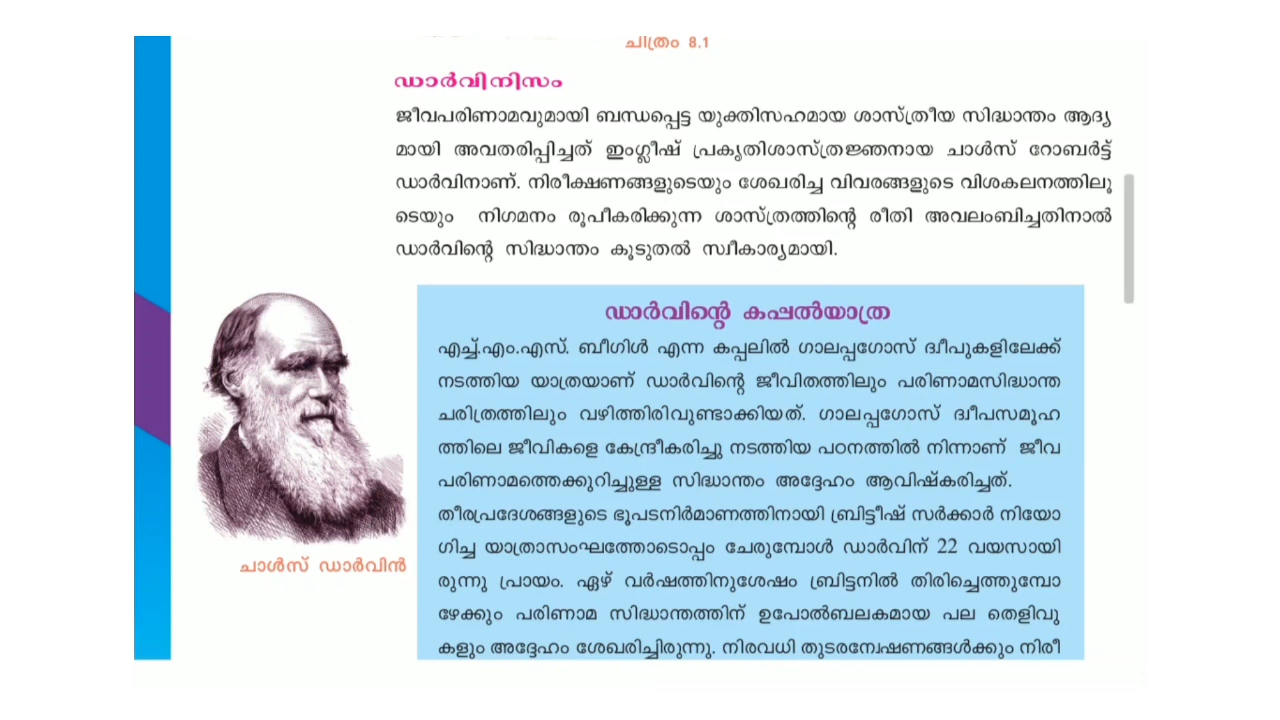 ചിത്രം 8.1
ഡാർവിനിസം
ജീവപരിണാമവുമായി ബന്ധപ്പെട്ട യുക്തിസഹമായ ശാസ്ത്രീയ സിദ്ധാന്തം ആദ്യ
മായി അവതരിപ്പിച്ചത് ഇംഗ്ലീഷ് പ്രകൃതിശാസ്ത്രജ്ഞനായ ചാൾസ് റോബർട്ട്
ഡാർവിനാണ്. നിരീക്ഷണങ്ങളുടെയും ശേഖരിച്ച വിവരങ്ങളുടെ വിശകലനത്തിലൂ
ടെയും നിഗമനം രൂപീകരിക്കുന്ന ശാസ്ത്രത്തിന്റെ രീതി അവലംബിച്ചതിനാൽ
ഡാർവിന്റെ സിദ്ധാന്തം കൂടുതൽ സ്വീകാര്യമായി.
ഡാർവിന്റെ കപ്പൽയാത്ര
എച്ച്.എം.എസ്. ബീഗിൾ എന്ന കപ്പലിൽ ഗാലപ്പഗോസ് ദ്വീപുകളിലേക്ക്
നടത്തിയ യാത്രയാണ് ഡാർവിന്റെ ജീവിതത്തിലും പരിണാമസിദ്ധാന്ത
ചരിത്രത്തിലും വഴിത്തിരിവുണ്ടാക്കിയത്. ഗാലപ്പഗോസ് ദ്വീപസമൂഹ
ത്തിലെ ജീവികളെ കേന്ദ്രീകരിച്ചു നടത്തിയ പഠനത്തിൽ നിന്നാണ് ജീവ
പരിണാമത്തെക്കുറിച്ചുള്ള സിദ്ധാന്തം അദ്ദേഹം ആവിഷ്കരിച്ചത്.
തീരപ്രദേശങ്ങളുടെ ഭൂപടനിർമാണത്തിനായി ബ്രിട്ടീഷ് സർക്കാർ നിയോ
ഗിച്ച യാത്രാസംഘത്തോടൊപ്പം ചേരുമ്പോൾ ഡാർവിന് 22 വയസായി
രുന്നു പ്രായം. ഏഴ് വർഷത്തിനുശേഷം ബ്രിട്ടനിൽ തിരിച്ചെത്തുമ്പോ
ഴേക്കും പരിണാമ സിദ്ധാന്തത്തിന് ഉപോൽബലകമായ പല തെളിവു
കളും അദ്ദേഹം ശേഖരിച്ചിരുന്നു. നിരവധി തുടരന്വേഷണങ്ങൾക്കും നിരീ
ചാൾസ് ഡാർവിൻ